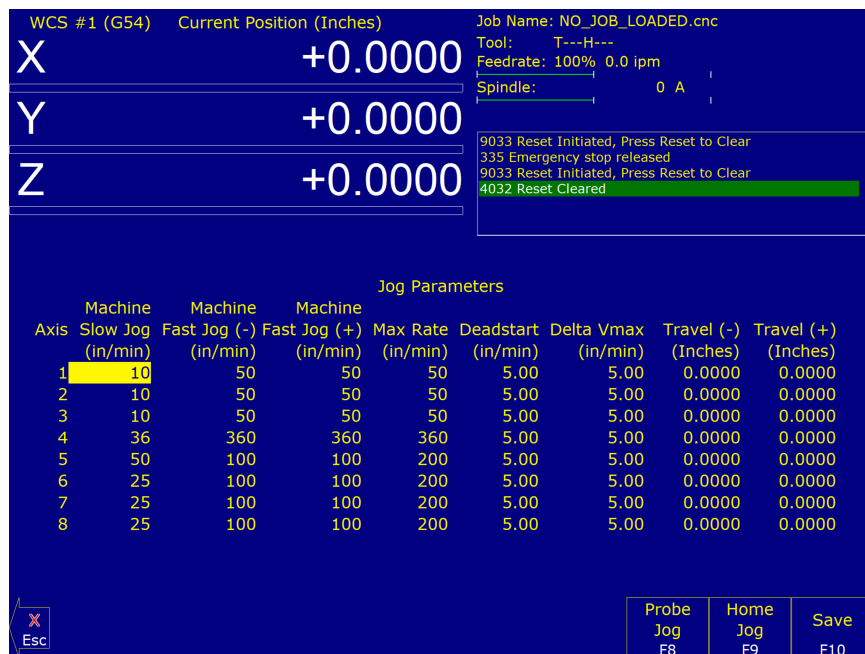 WCS #1 (G54) Current Position (Inches)
X +0.0000
Y +0.0000
Z +0.0000
Job Name: NO_JOB_LOADED.cnc
Tool: T---H---
Feedrate: 100% 0.0 ipm
Spindle: 0 A
9033 Reset Initiated, Press Reset to Clear
335 Emergency stop released
9033 Reset Initiated, Press Reset to Clear
4032 Reset Cleared
Jog Parameters
Machine Machine Machine
Axis Slow Jog Fast Jog (-) Fast Jog (+) Max Rate Deadstart Delta Vmax Travel (-) Travel (+)
(in/min) (in/min) (in/min) (in/min) (in/min) (in/min) (Inches) (Inches)
1 10 50 50 50 5.00 5.00 0.0000 0.0000
2 10 50 50 50 5.00 5.00 0.0000 0.0000
3 10 50 50 50 5.00 5.00 0.0000 0.0000
4 36 360 360 360 5.00 5.00 0.0000 0.0000
5 50 100 100 200 5.00 5.00 0.0000 0.0000
6 25 100 100 200 5.00 5.00 0.0000 0.0000
7 25 100 100 200 5.00 5.00 0.0000 0.0000
8 25 100 100 200 5.00 5.00 0.0000 0.0000
X
Esc
Probe
Jog
F8
Home
Jog
F9
Save
F10